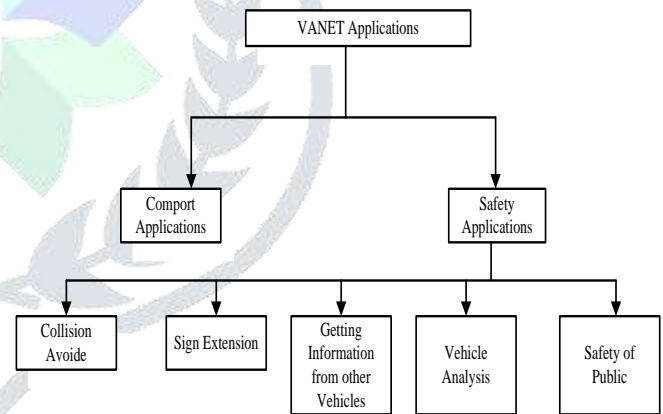 VANET Applications
Comport
Applications
Safety
Applications
Collision
Avoide
Sign Extension
Getting
Information
from other
Vehicles
Vehicle
Analysis
Safety of
Public